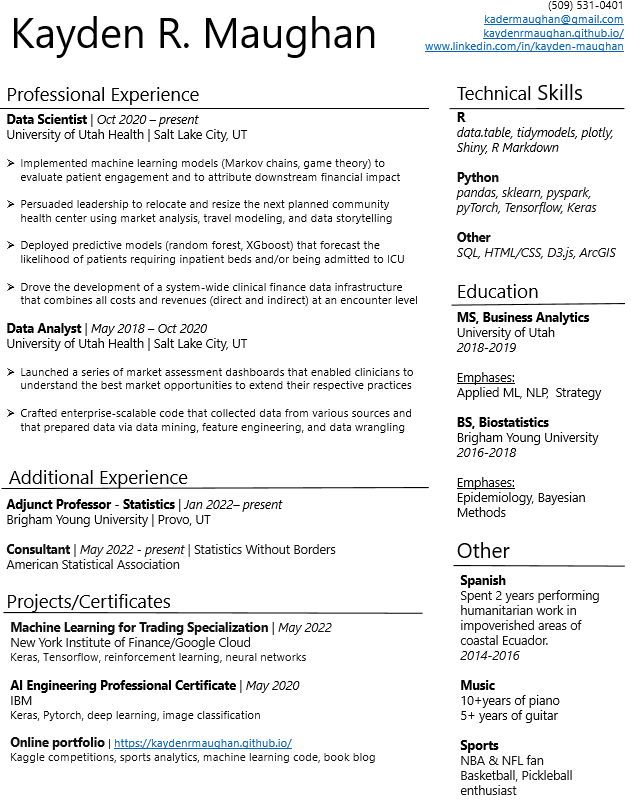 Kayden R. Maughan
(509) 531-0401
kadermaughan@gmail.com
kaydenrmaughan.github.io/
www.linkedin.com/in/kayden-maughan
Professional Experience
Data Scientist | Oct 2020 – present
University of Utah Health | Salt Lake City, UT
➢ Implemented machine learning models (Markov chains, game theory) to
evaluate patient engagement and to attribute downstream financial impact
➢ Persuaded leadership to relocate and resize the next planned community
health center using market analysis, travel modeling, and data storytelling
➢ Deployed predictive models (random forest, XGboost) that forecast the
likelihood of patients requiring inpatient beds and/or being admitted to ICU
➢ Drove the development of a system-wide clinical finance data infrastructure
that combines all costs and revenues (direct and indirect) at an encounter level
Data Analyst | May 2018 – Oct 2020
University of Utah Health | Salt Lake City, UT
➢ Launched a series of market assessment dashboards that enabled clinicians to
understand the best market opportunities to extend their respective practices
➢ Crafted enterprise-scalable code that collected data from various sources and
that prepared data via data mining, feature engineering, and data wrangling
Additional Experience
Adjunct Professor - Statistics | Jan 2022– present
Brigham Young University | Provo, UT
Consultant | May 2022 - present | Statistics Without Borders
American Statistical Association
Projects/Certificates
Machine Learning for Trading Specialization | May 2022
New York Institute of Finance/Google Cloud
Keras, Tensorflow, reinforcement learning, neural networks
AI Engineering Professional Certificate | May 2020
IBM
Keras, Pytorch, deep learning, image classification
Online portfolio | https://kaydenrmaughan.github.io/
Kaggle competitions, sports analytics, machine learning code, book blog
Technical Skills
R
data.table, tidymodels, plotly,
Shiny, R Markdown
Python
pandas, sklearn, pyspark,
pyTorch, Tensorflow, Keras
Other
SQL, HTML/CSS, D3.js, ArcGIS
Education
MS, Business Analytics
University of Utah
2018-2019
Emphases:
Applied ML, NLP, Strategy
BS, Biostatistics
Brigham Young University
2016-2018
Emphases:
Epidemiology, Bayesian
Methods
Other
Spanish
Spent 2 years performing
humanitarian work in
impoverished areas of
coastal Ecuador.
2014-2016
Music
10+years of piano
5+ years of guitar
Sports
NBA & NFL fan
Basketball, Pickleball
enthusiast